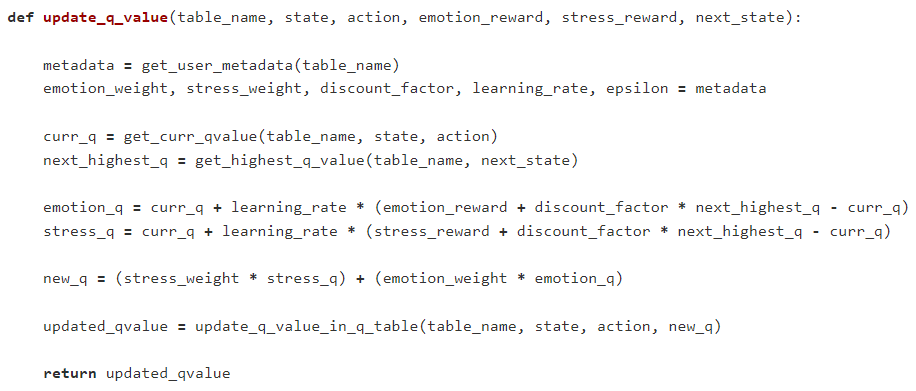 def update_q_value(table_name, state, action, emotion_reward, stress_reward, next_state):
metadata = get_user_metadata(table_name)
emotion_weight, stress_weight, discount_factor, learning_rate, epsilon = metadata
curr_q = get_curr_qvalue(table_name, state, action)
next_highest_q = get_highest_q_value(table_name, next_state)
emotion_q = curr_q + learning_rate * (emotion_reward + discount_factor * next_highest_q - curr_q)
stress_q = curr_q + learning_rate * (stress_reward + discount_factor * next_highest_q - curr_q)
new_q = (stress_weight * stress_q) + (emotion_weight * emotion_q)
updated_qvalue = update_q_value_in_q_table(table_name, state, action, new_q)
return updated_qvalue